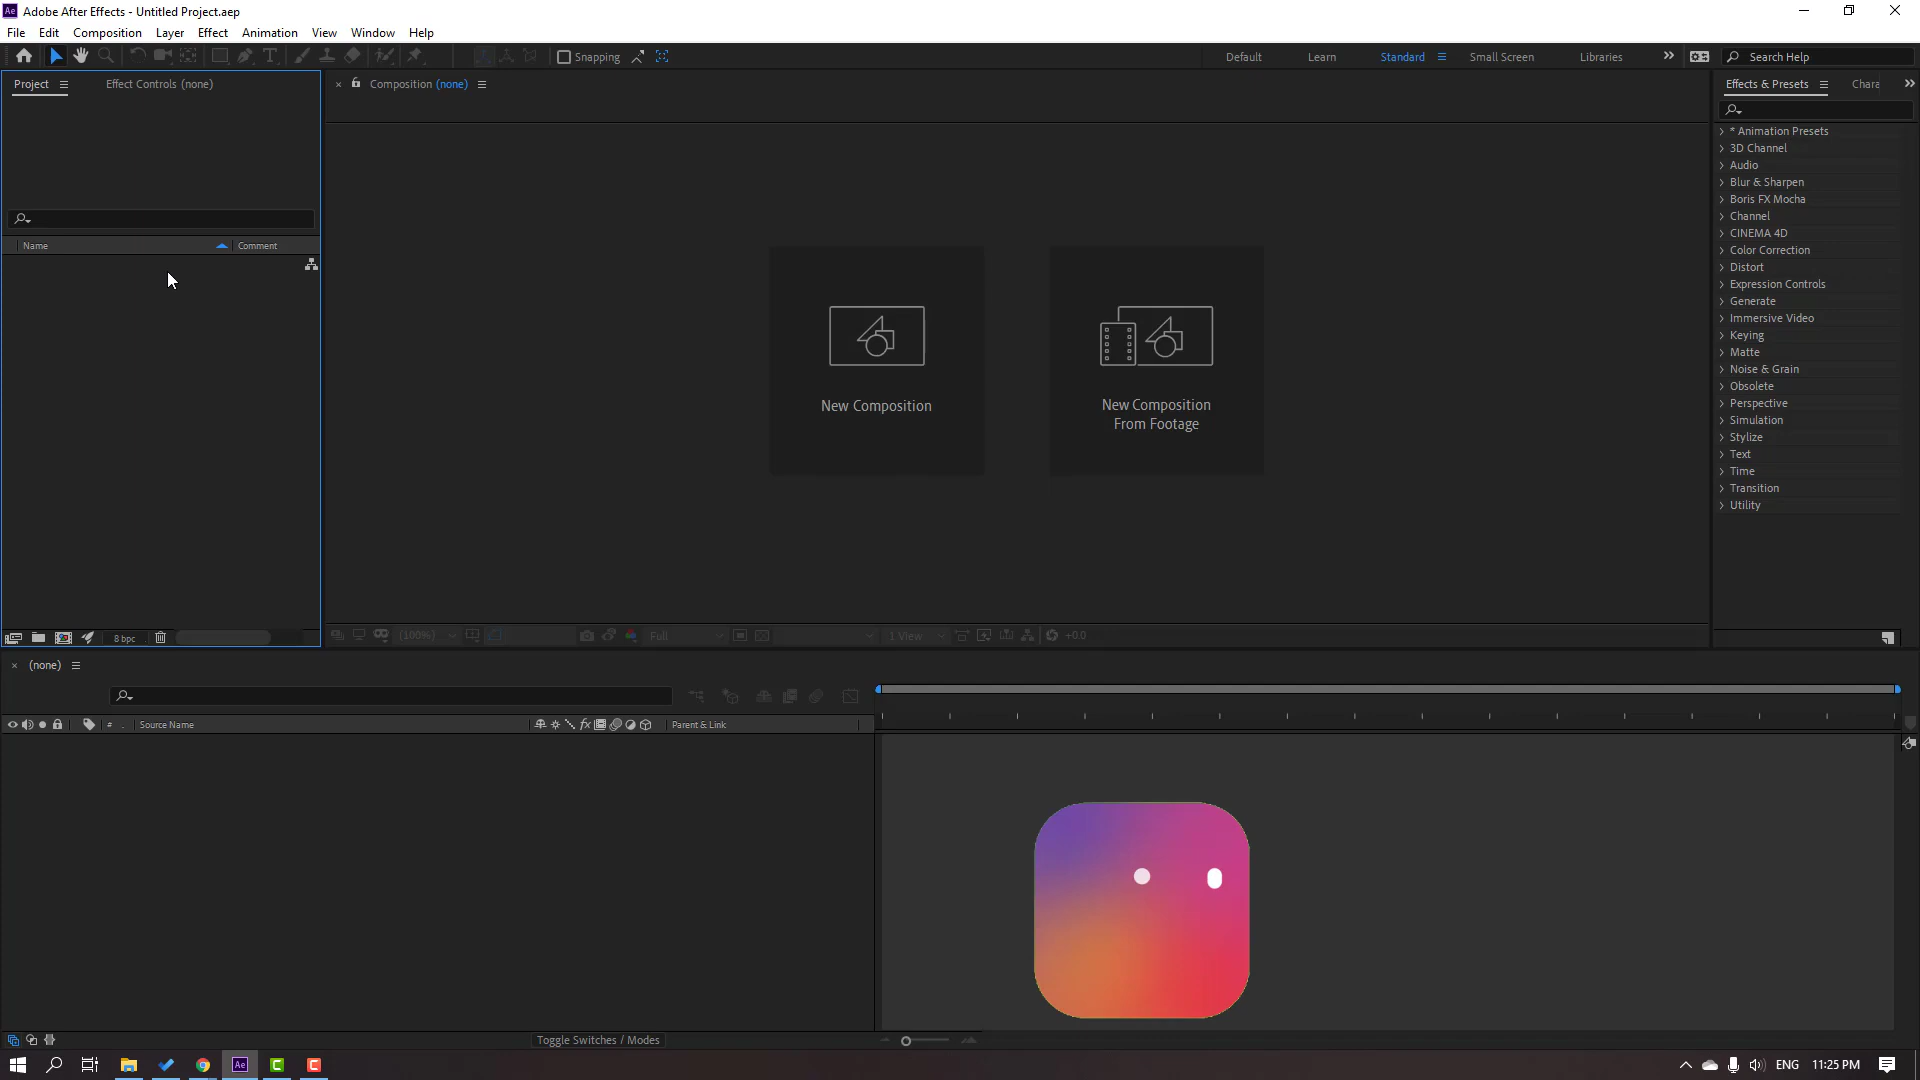 Ae Adobe After Effects - Untitled Project.aep
File Edit Composition Layer Effect Animation View Window Help
Snapping Default Learn Standard Small Screen Libraries Search Help
Project Effect Controls (none) Composition (none) Effects & Presets Chara
* Animation Presets
3D Channel
Audio
Blur & Sharpen
Boris FX Mocha
Channel
CINEMA 4D
Color Correction
Distort
Expression Controls
Generate
Immersive Video
Keying
Matte
Noise & Grain
Obsolete
Perspective
Simulation
Stylize
Text
Time
Transition
Utility
Name Comment
New Composition
New Composition
From Footage
8 bpc
(100%) Full 1 View +0.0
(none)
# . Source Name fx Parent & Link
Toggle Switches / Modes
Ae C C ENG 11:25 PM